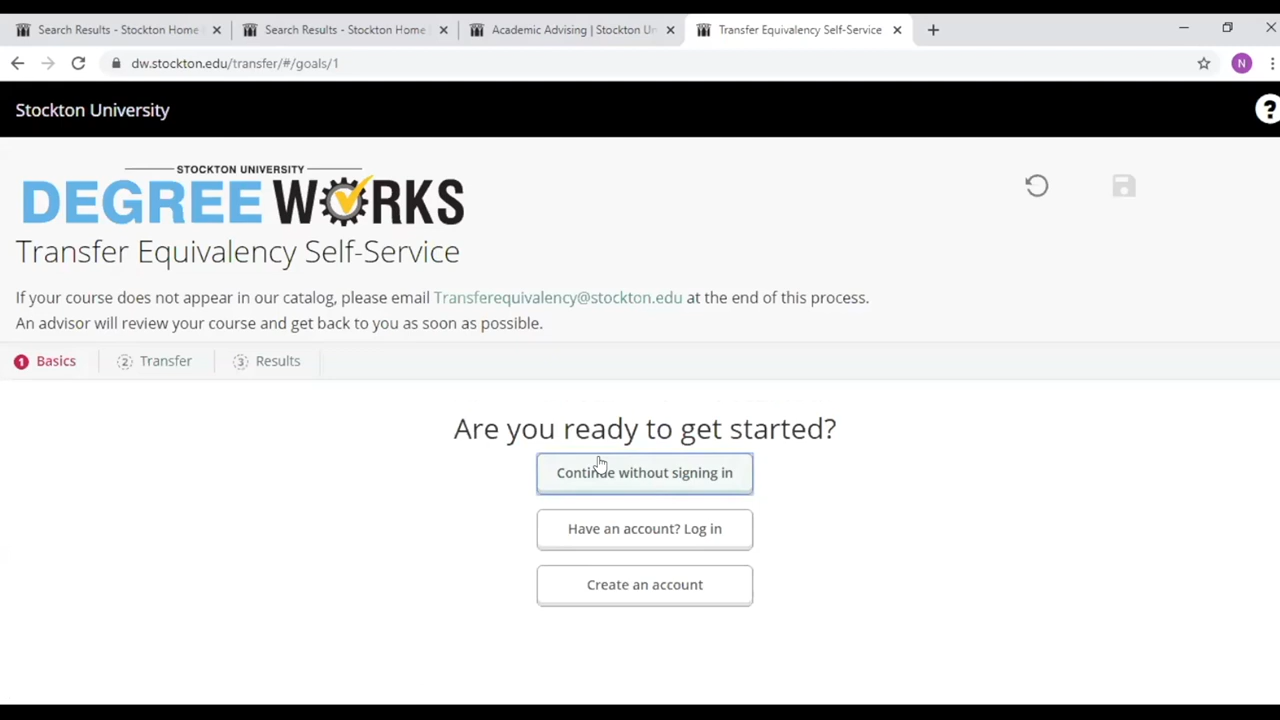 Search Results - Stockton Home
Search Results - Stockton Home
Academic Advising | Stockton Un
Transfer Equivalency Self-Service
dw.stockton.edu/transfer/#/goals/1
N
Stockton University
?
STOCKTON UNIVERSITY
DEGREE WORKS
Transfer Equivalency Self-Service
If your course does not appear in our catalog, please email Transferequivalency@stockton.edu at the end of this process.
An advisor will review your course and get back to you as soon as possible.
1 Basics
2 Transfer
3 Results
Are you ready to get started?
Continue without signing in
Have an account? Log in
Create an account